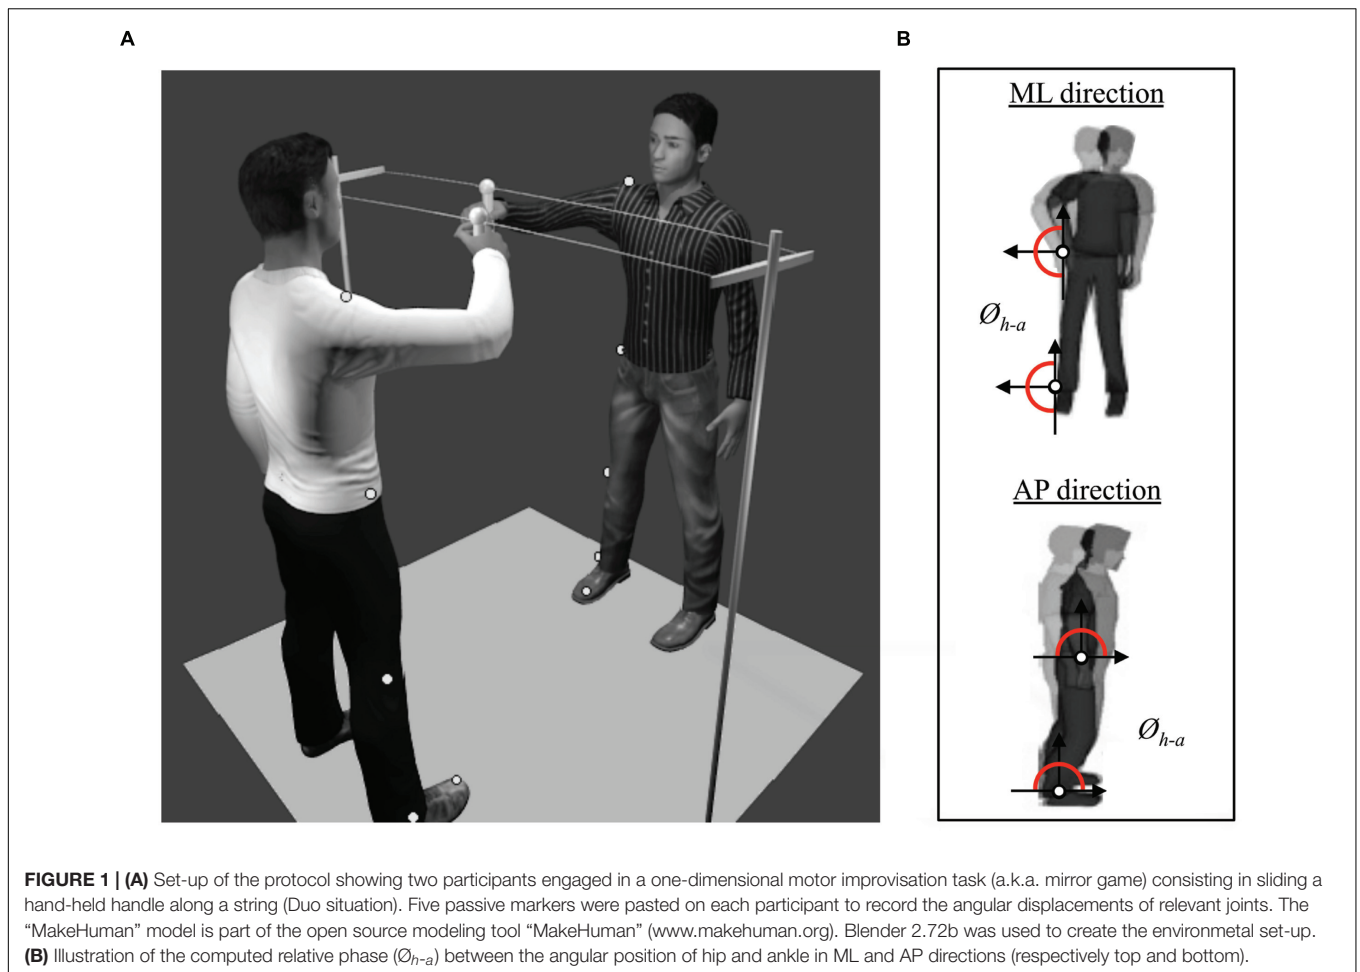 A
B
ML direction
Øh-a
AP direction
Øh-a
FIGURE 1 | (A) Set-up of the protocol showing two participants engaged in a one-dimensional motor improvisation task (a.k.a. mirror game) consisting in sliding a
hand-held handle along a string (Duo situation). Five passive markers were pasted on each participant to record the angular displacements of relevant joints. The
“MakeHuman” model is part of the open source modeling tool “MakeHuman” (www.makehuman.org). Blender 2.72b was used to create the environmetal set-up.
(B) Illustration of the computed relative phase (Øh-a) between the angular position of hip and ankle in ML and AP directions (respectively top and bottom).